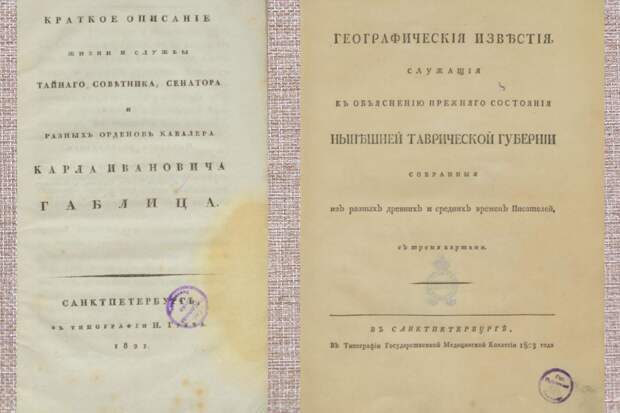 КРАТКОЕ ОПИСАНІЕ
ЖИЗНИ И СЛУЖБЫ
ТАЙНАГО СОВѢТНИКА, СЕНАТОРА
И
РАЗНЫХЪ ОРДЕНОВЪ КАВАЛЕРА
КАРЛА ИВАНОВИЧА
ГАБЛИЦА.
САНКТПЕТЕРБУРГЪ,
ВЪ ТИПОГРАФІИ Н. ГРЕЧА
1821
ГЕОГРАФИЧЕСКІЯ ИЗВѢСТІЯ,
СЛУЖАЩІЯ
КЪ ОБЪЯСНЕНІЮ ПРЕЖНЯГО СОСТОЯНІЯ
НЫНѢШНЕЙ ТАВРИЧЕСКОЙ ГУБЕРНІИ
СОБРАННЫЯ
изъ разныхъ древнихъ и среднихъ временъ Писателей,
съ тремя картами.
ВЪ САНКТПЕТЕРБУРГѢ,
Въ Типографіи Государственной Медицинской Коллегіи 1803 года